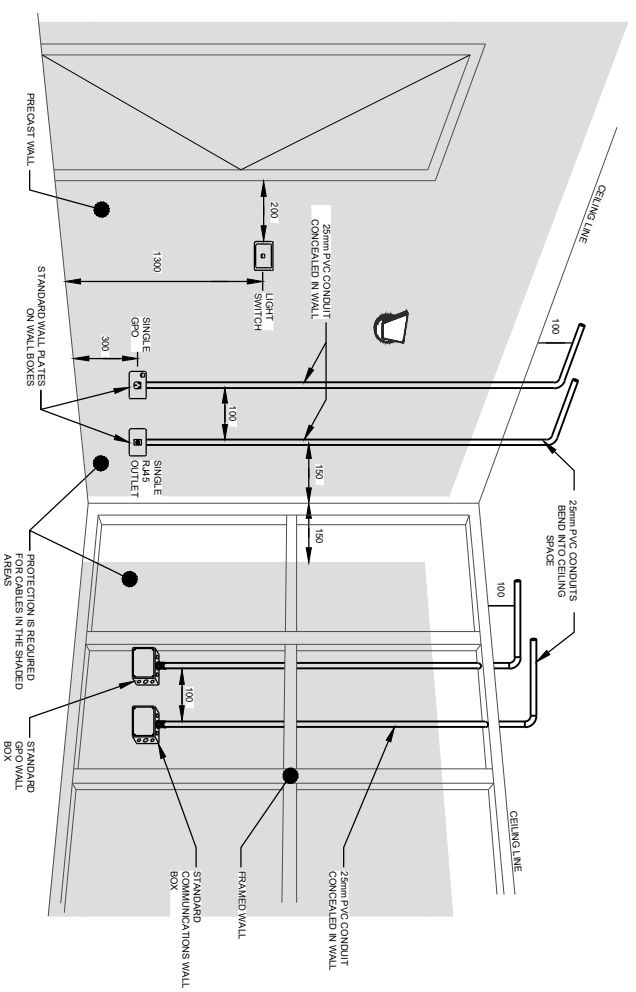 CEILING LINE
100
25mm PVC CONDUITS
BEND INTO CEILING
SPACE
100
CEILING LINE
25mm PVC CONDUIT
CONCEALED IN WALL
200
LIGHT
SWITCH
1300
SINGLE
GPO
300
100
150
150
SINGLE
RJ45
OUTLET
100
25mm PVC CONDUIT
CONCEALED IN WALL
FRAMED WALL
STANDARD
COMMUNICATIONS WALL
BOX
STANDARD
GPO WALL
BOX
PROTECTION IS REQUIRED
FOR CABLES IN THE SHADED
AREAS
STANDARD WALL PLATES
ON WALL BOXES
PRECAST WALL